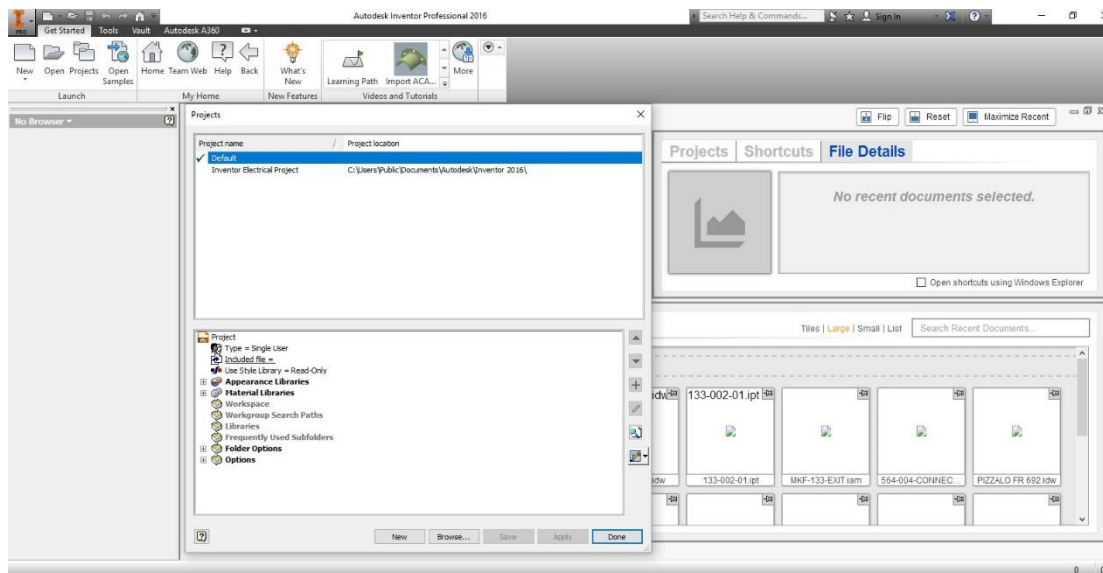 Autodesk Inventor Professional 2016
Search Help & Commands...
Sign In
PRO
Get Started Tools Vault Autodesk A360
New Open Projects Open Samples Home Team Web Help Back What's New Learning Path Import ACA... More
Launch My Home New Features Videos and Tutorials
No Browser
Projects
Flip Reset Maximize Recent
Project name / Project location
Default
Inventor Electrical Project C:\Users\Public\Documents\Autodesk\Inventor 2016\
Projects Shortcuts File Details
No recent documents selected.
Open shortcuts using Windows Explorer
Project
Type = Single User
Included file =
Use Style Library = Read-Only
Appearance Libraries
Material Libraries
Workspace
Workgroup Search Paths
Libraries
Frequently Used Subfolders
Folder Options
Options
Tiles | Large | Small | List Search Recent Documents...
idw 133-002-01.ipt
idw 133-002-01.ipt MKF-133-EXIT.iam 564-004-CONNEC... PIZZALO FR 692.idw
New Browse... Save Apply Done
0